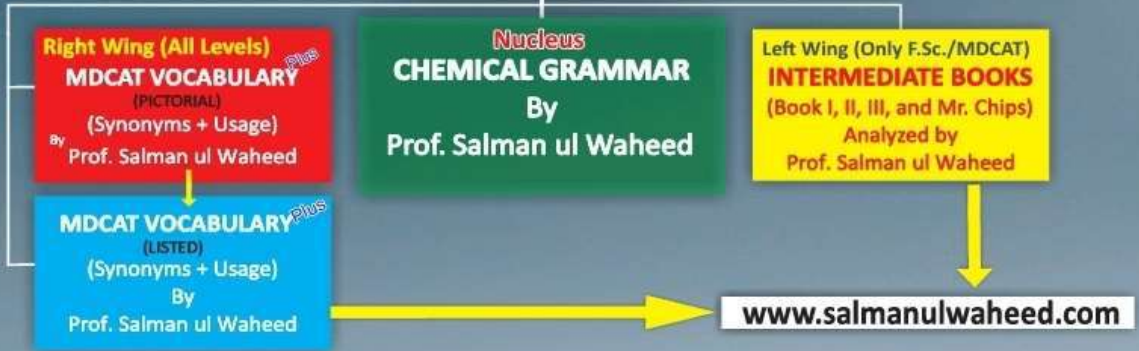 Right Wing (All Levels)
MDCAT VOCABULARY Plus
(PICTORIAL)
(Synonyms + Usage)
By Prof. Salman ul Waheed
MDCAT VOCABULARY Plus
(LISTED)
(Synonyms + Usage)
By
Prof. Salman ul Waheed
Nucleus
CHEMICAL GRAMMAR
By
Prof. Salman ul Waheed
Left Wing (Only F.Sc./MDCAT)
INTERMEDIATE BOOKS
(Book I, II, III, and Mr. Chips)
Analyzed by
Prof. Salman ul Waheed
www.salmanulwaheed.com